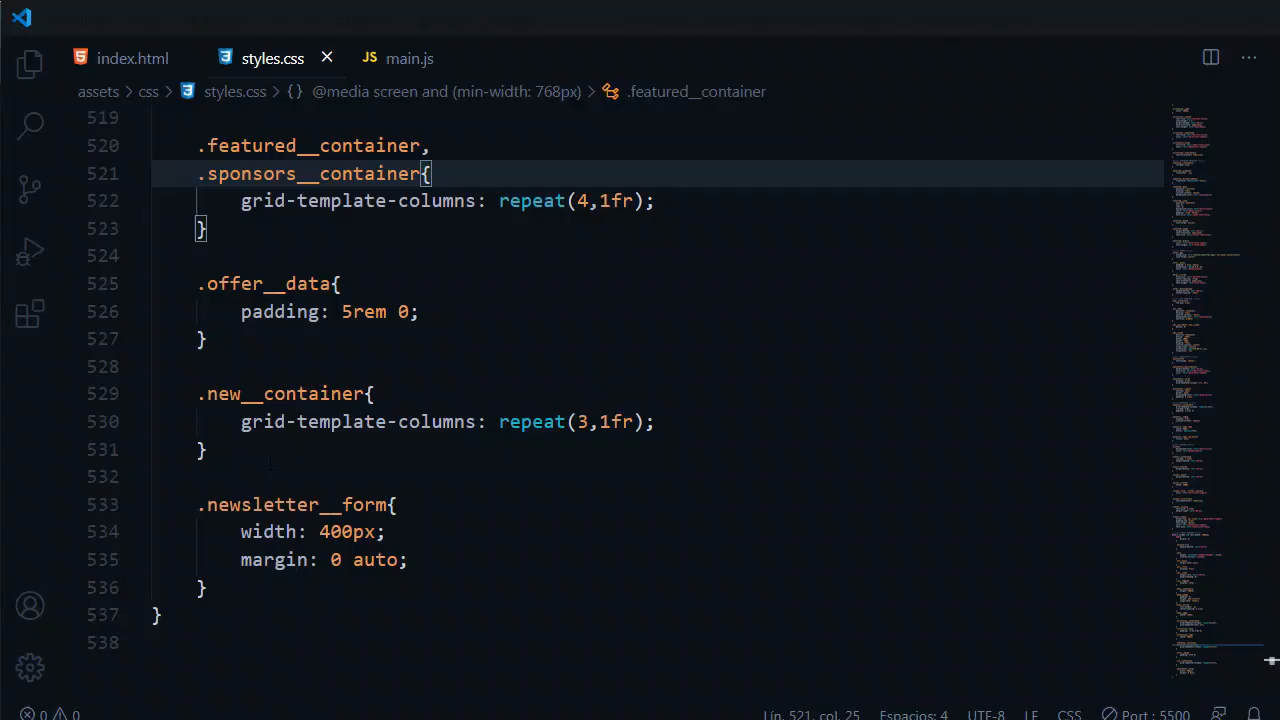 index.html
styles.css
JS main.js
assets > css > styles.css > {} @media screen and (min-width: 768px) > .featured__container
519
520 .featured__container,
521 .sponsors__container{
522 grid-template-columns: repeat(4,1fr);
523 }
524
525 .offer__data{
526 padding: 5rem 0;
527 }
528
529 .new__container{
530 grid-template-columns: repeat(3,1fr);
531 }
532
533 .newsletter__form{
534 width: 400px;
535 margin: 0 auto;
536 }
537 }
538
0 0 Lín. 521, col. 25 Espacios: 4 UTF-8 LF CSS Port : 5500